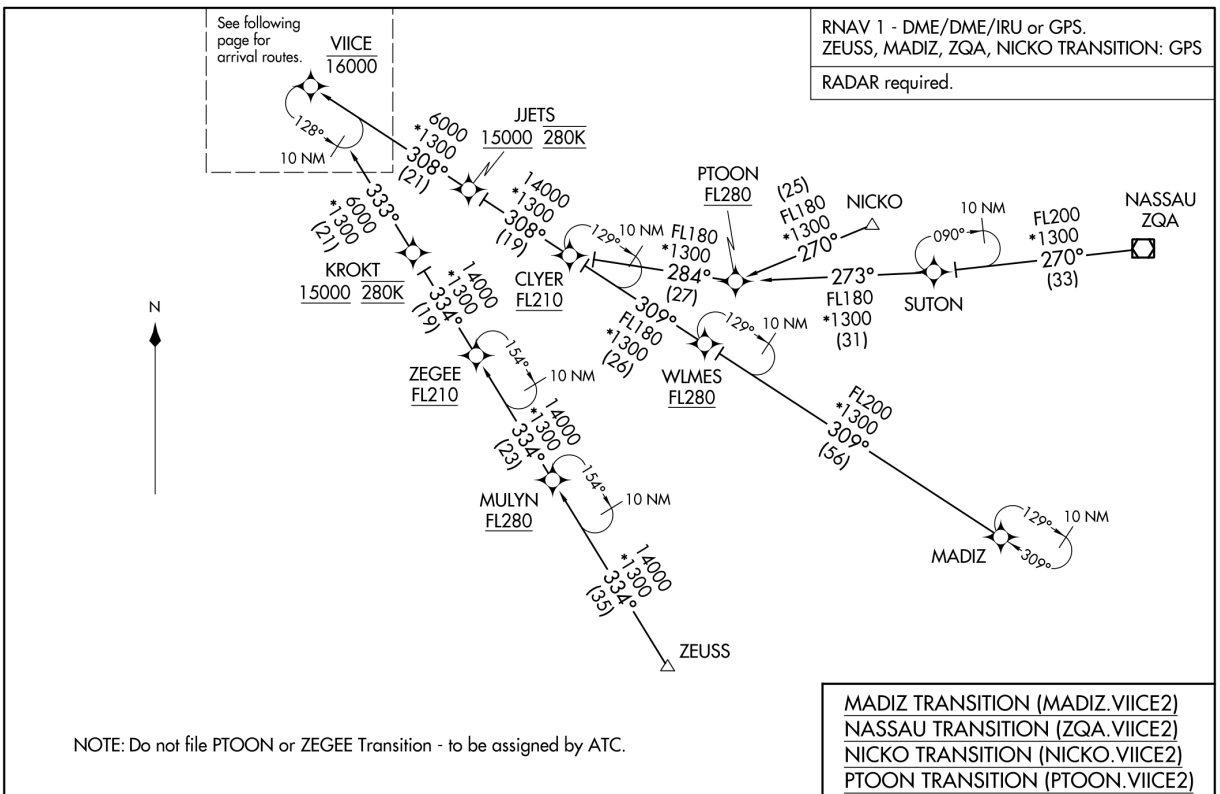 See following
page for
arrival routes.
VIICE
16000
RNAV 1 - DME/DME/IRU or GPS.
ZEUSS, MADIZ, ZQA, NICKO TRANSITION: GPS
RADAR required.
128°
10 NM
6000
*1300
308°
(21)
JJETS
15000 280K
14000
*1300
308°
(19)
333°
6000
*1300
(21)
KROKT
15000 280K
14000
*1300
334°
(19)
129°
10 NM
CLYER
FL210
FL180
*1300
284°
(27)
PTOON
FL280
(25)
FL180
*1300
270°
NICKO
273°
FL180
*1300
(31)
090°
10 NM
SUTON
FL200
*1300
270°
(33)
NASSAU
ZQA
309°
FL180
*1300
(26)
129°
10 NM
WLMES
FL280
N
ZEGEE
FL210
154°
10 NM
14000
*1300
334°
(23)
MULYN
FL280
154°
10 NM
FL200
*1300
309°
(56)
129°
10 NM
309°
MADIZ
14000
*1300
334°
(35)
ZEUSS
NOTE: Do not file PTOON or ZEGEE Transition - to be assigned by ATC.
MADIZ TRANSITION (MADIZ.VIICE2)
NASSAU TRANSITION (ZQA.VIICE2)
NICKO TRANSITION (NICKO.VIICE2)
PTOON TRANSITION (PTOON.VIICE2)